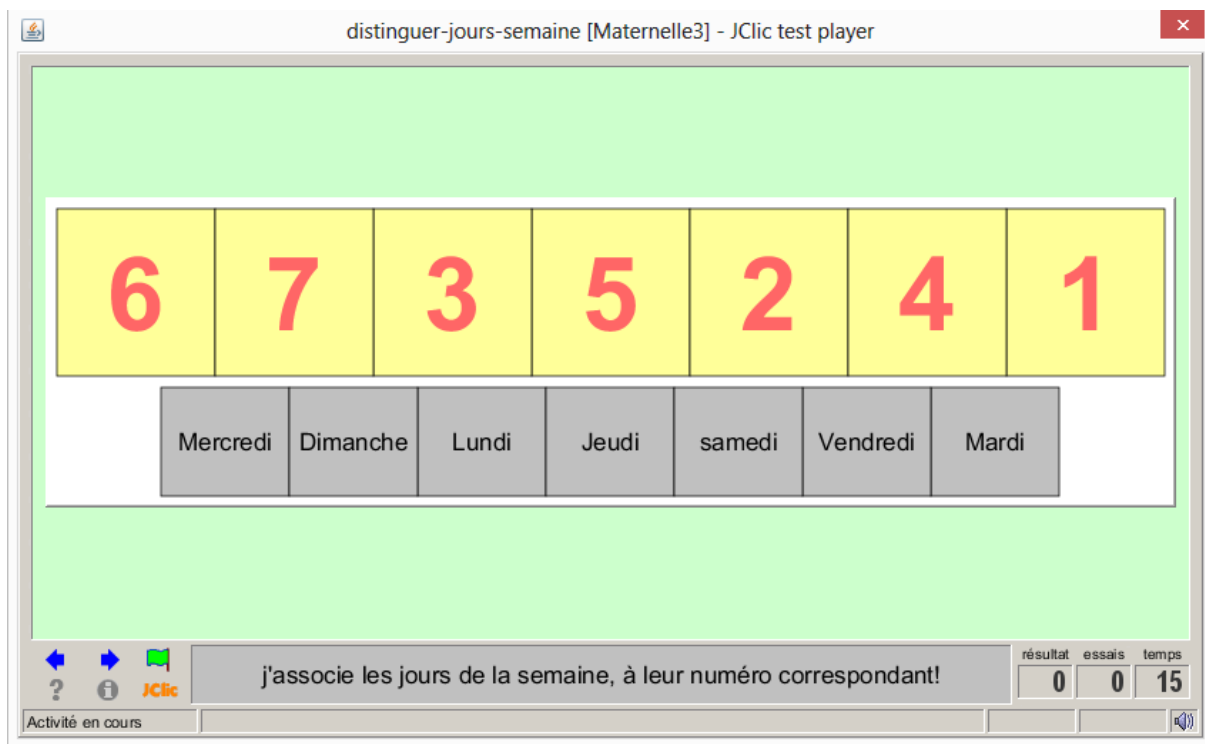 distinguer-jours-semaine [Maternelle3] - JClic test player
6 7 3 5 2 4 1
Mercredi Dimanche Lundi Jeudi samedi Vendredi Mardi
j'associe les jours de la semaine, à leur numéro correspondant!
résultat essais temps
0 0 15
? i JClic
Activité en cours